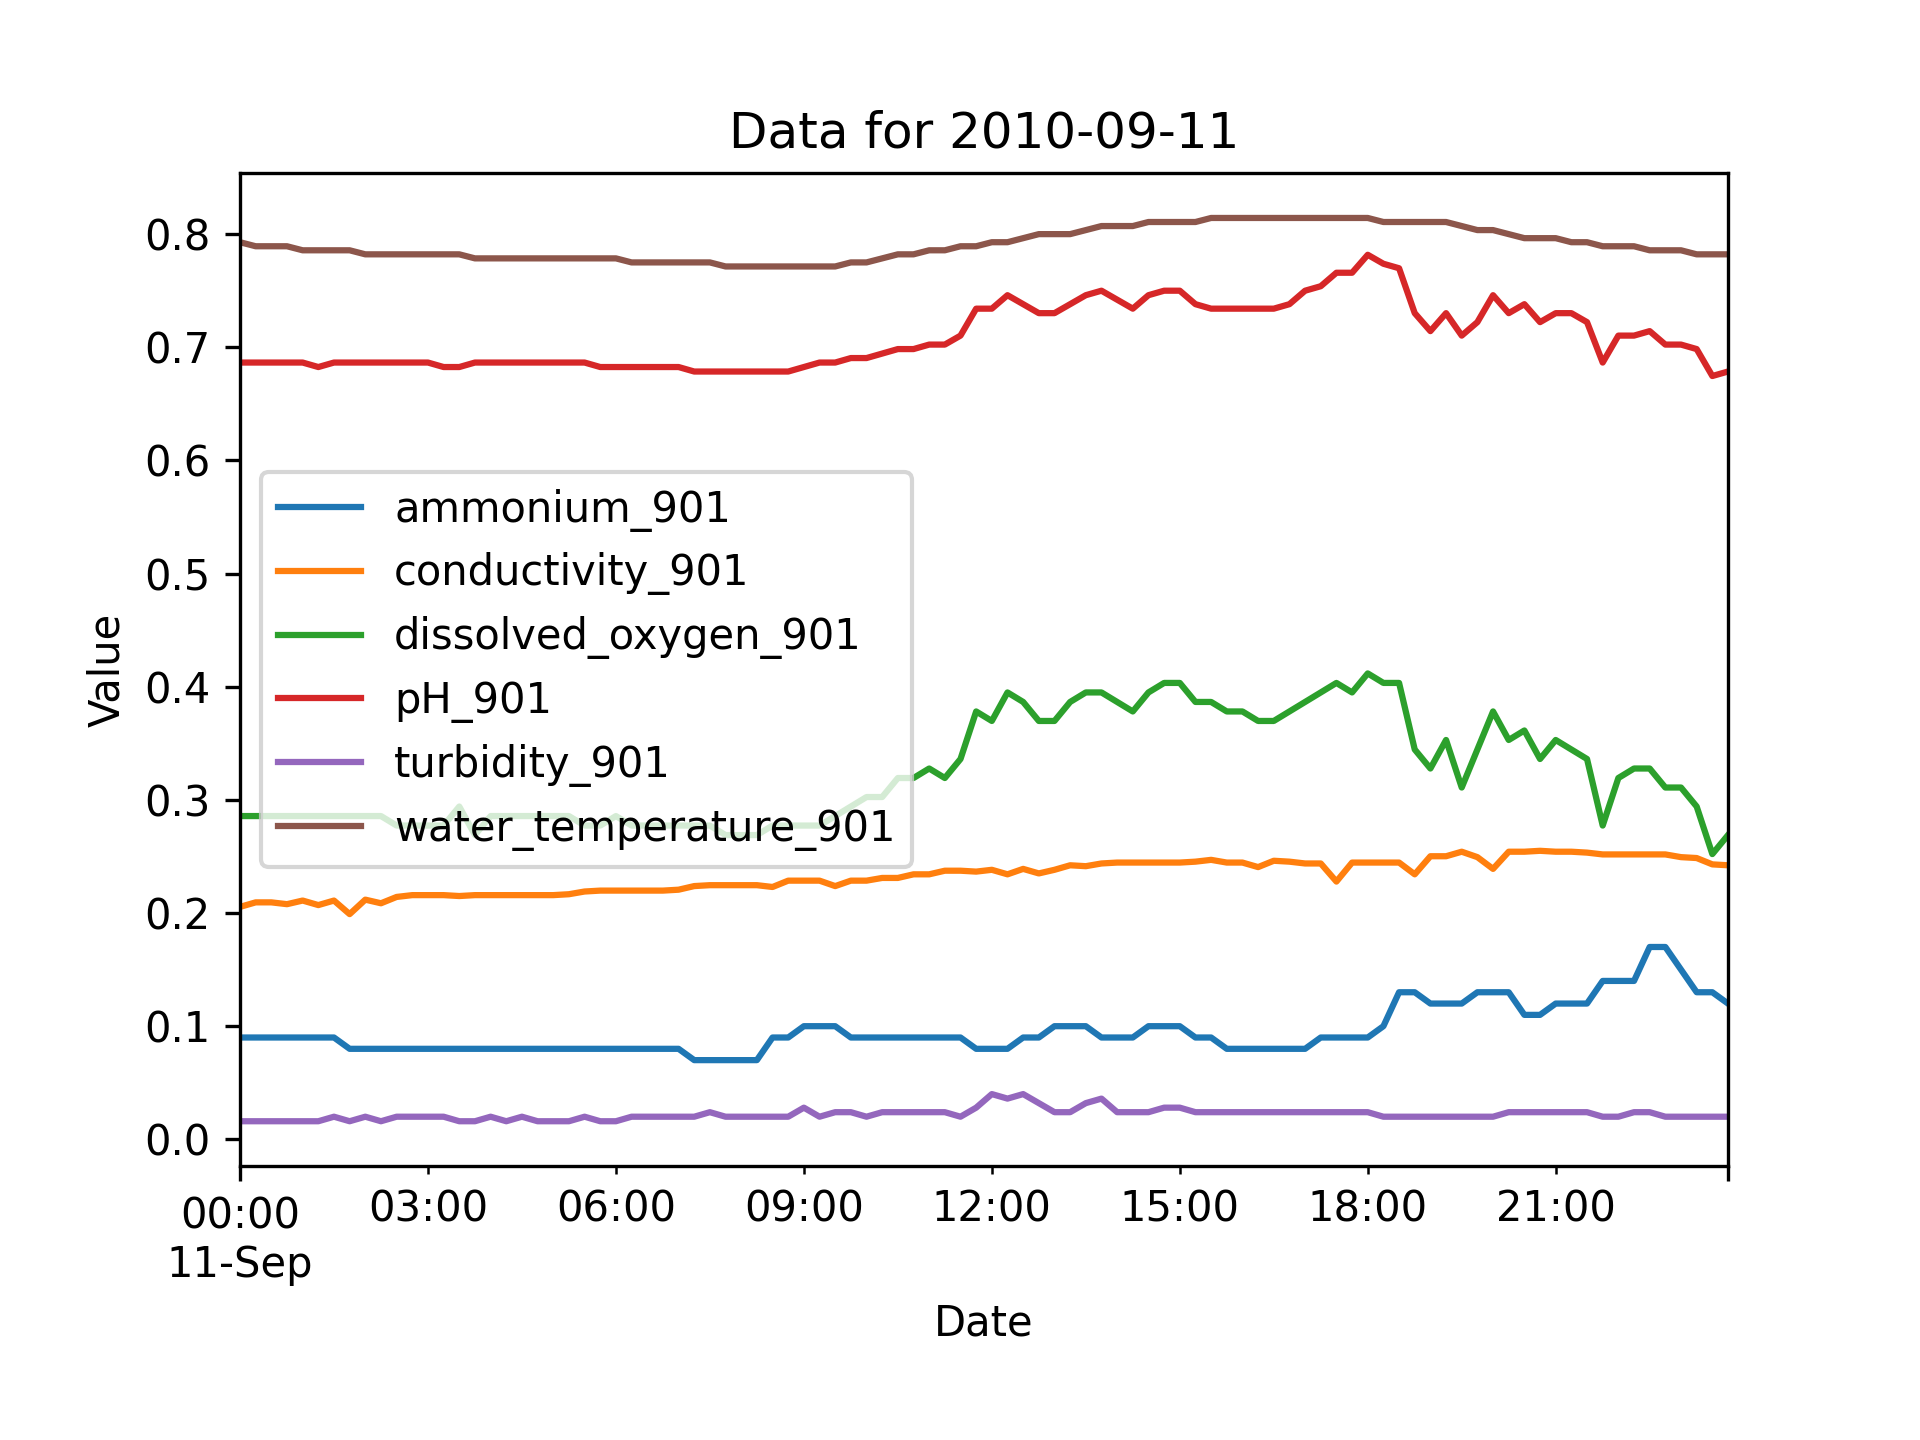 Data for 2010-09-11
Value
0.8
0.7
0.6
0.5
0.4
0.3
0.2
0.1
0.0
ammonium_901
conductivity_901
dissolved_oxygen_901
pH_901
turbidity_901
water_temperature_901
00:00 03:00 06:00 09:00 12:00 15:00 18:00 21:00
11-Sep
Date